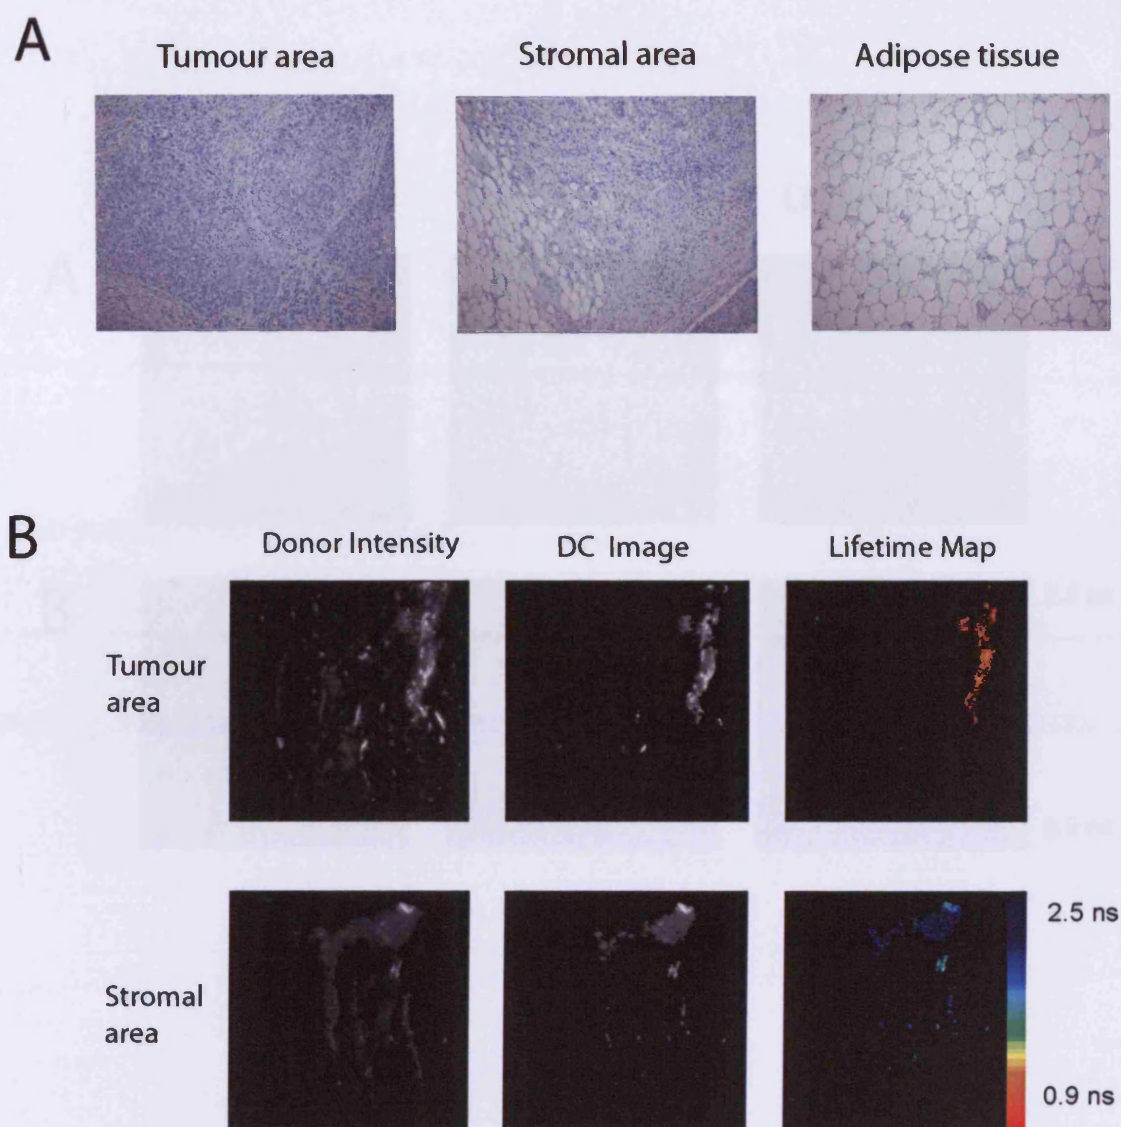 A
Tumour area Stromal area Adipose tissue
B
Donor Intensity DC Image Lifetime Map
Tumour
area
Stromal
area
2.5 ns
0.9 ns